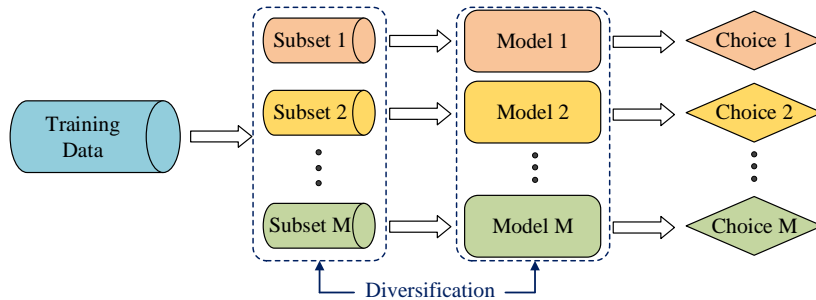 Training
Data
Subset 1
Model 1
Choice 1
Subset 2
Model 2
Choice 2
Subset M
Model M
Choice M
Diversification